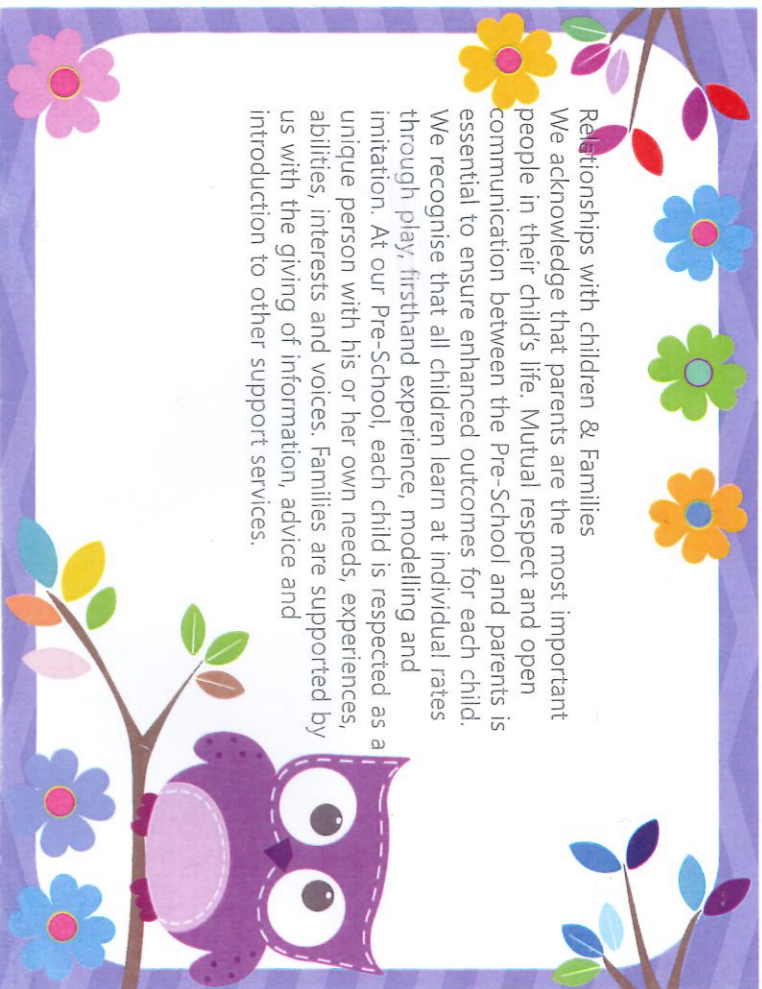 Relationships with children & Families
We acknowledge that parents are the most important
people in their child's life. Mutual respect and open
communication between the Pre-School and parents is
essential to ensure enhanced outcomes for each child.
We recognise that all children learn at individual rates
through play, firsthand experience, modelling and
imitation. At our Pre-School, each child is respected as a
unique person with his or her own needs, experiences,
abilities, interests and voices. Families are supported by
us with the giving of information, advice and
introduction to other support services.